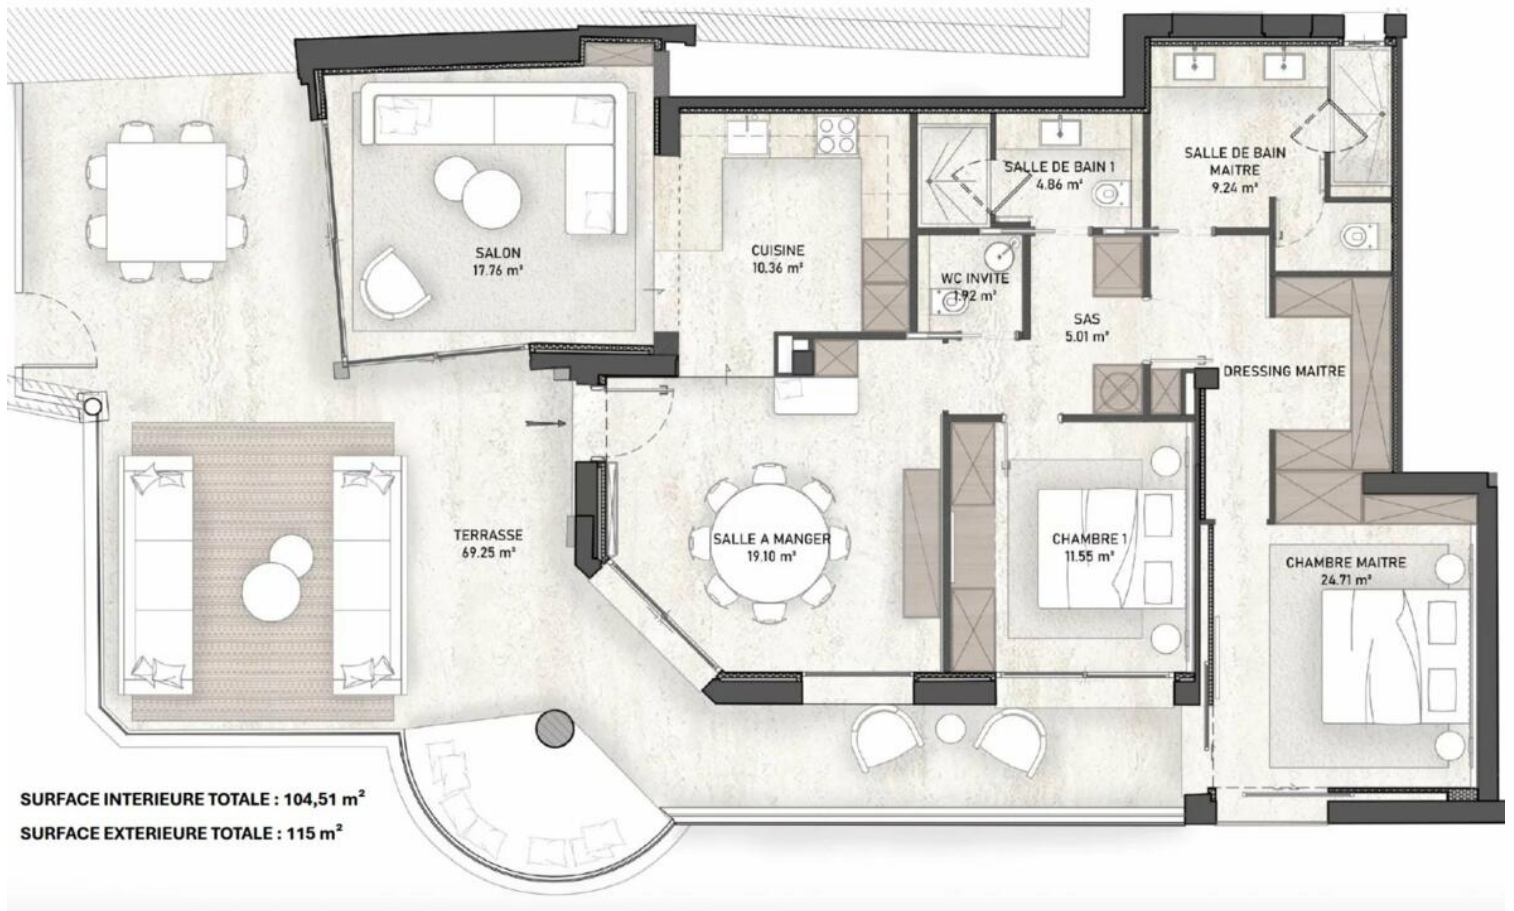 SALLE DE BAIN
MAITRE
9.24 m²
SALLE DE BAIN 1
4.86 m²
SALON
17.76 m²
CUISINE
10.36 m²
WC INVITE
1.92 m²
SAS
5.01 m²
DRESSING MAITRE
TERRASSE
69.25 m²
SALLE A MANGER
19.10 m²
CHAMBRE 1
11.55 m²
CHAMBRE MAITRE
24.71 m²
SURFACE INTERIEURE TOTALE : 104,51 m²
SURFACE EXTERIEURE TOTALE : 115 m²